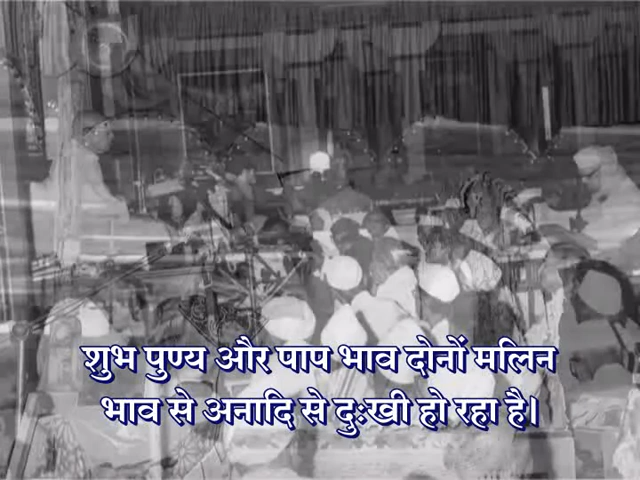 शुभ पुण्य और पाप भाव दोनों मलिन
भाव से अनादि से दुःखी हो रहा है।